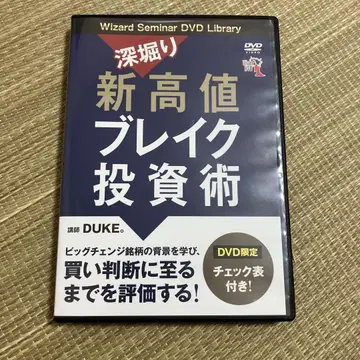 Wizard Seminar DVD Library
深堀り
DVD
VIDEO
新高値
ブレイク
投資術
講師 DUKE。
ビッグチェンジ銘柄の背景を学び、
買い判断に至る
までを評価する!
DVD限定
チェック表
付き!